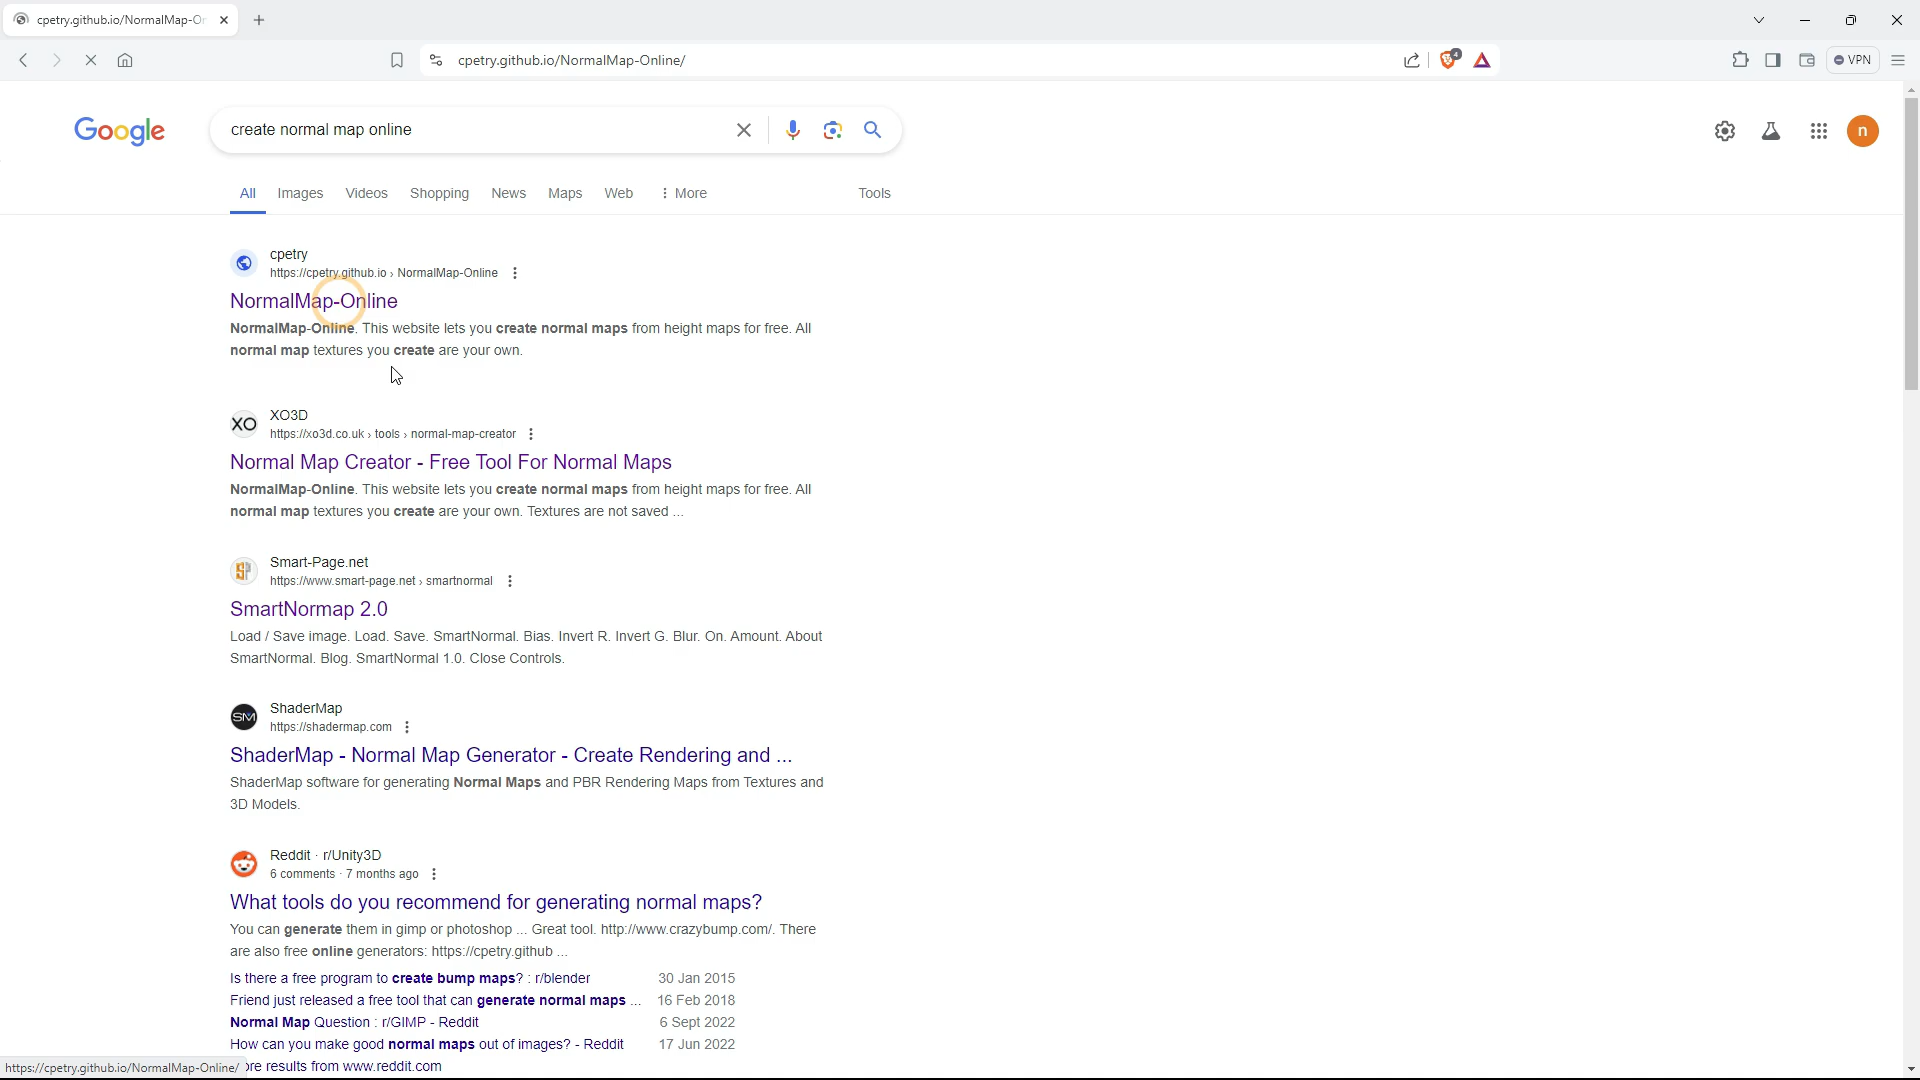 cpetry.github.io/NormalMap-Or
cpetry.github.io/NormalMap-Online/
4
VPN
Google
create normal map online
n
All Images Videos Shopping News Maps Web More Tools
cpetry
https://cpetry.github.io › NormalMap-Online
NormalMap-Online
NormalMap-Online. This website lets you create normal maps from height maps for free. All
normal map textures you create are your own.
XO
XO3D
https://xo3d.co.uk › tools › normal-map-creator
Normal Map Creator - Free Tool For Normal Maps
NormalMap-Online. This website lets you create normal maps from height maps for free. All
normal map textures you create are your own. Textures are not saved ...
SP
Smart-Page.net
https://www.smart-page.net › smartnormal
SmartNormap 2.0
Load / Save image. Load. Save. SmartNormal. Bias. Invert R. Invert G. Blur. On. Amount. About
SmartNormal. Blog. SmartNormal 1.0. Close Controls.
SM
ShaderMap
https://shadermap.com
ShaderMap - Normal Map Generator - Create Rendering and ...
ShaderMap software for generating Normal Maps and PBR Rendering Maps from Textures and
3D Models.
Reddit · r/Unity3D
6 comments · 7 months ago
What tools do you recommend for generating normal maps?
You can generate them in gimp or photoshop ... Great tool. http://www.crazybump.com/. There
are also free online generators: https://cpetry.github ...
Is there a free program to create bump maps? : r/blender 30 Jan 2015
Friend just released a free tool that can generate normal maps ... 16 Feb 2018
Normal Map Question : r/GIMP - Reddit 6 Sept 2022
How can you make good normal maps out of images? - Reddit 17 Jun 2022
https://cpetry.github.io/NormalMap-Online/ ore results from www.reddit.com